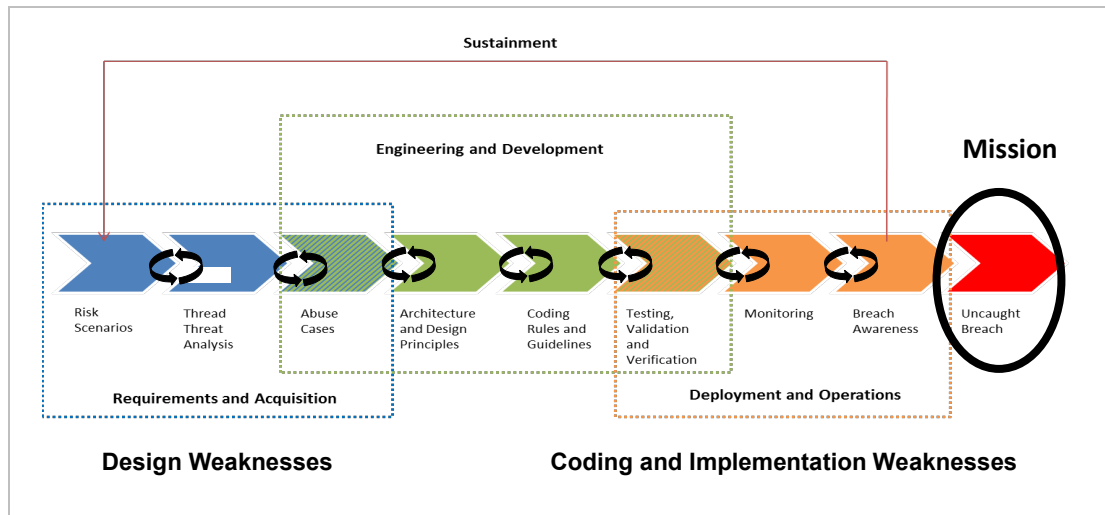 Sustainment
Engineering and Development
Mission
Risk
Scenarios
Thread
Threat
Analysis
Abuse
Cases
Architecture
and Design
Principles
Coding
Rules and
Guidelines
Testing,
Validation
and
Verification
Monitoring
Breach
Awareness
Uncaught
Breach
Requirements and Acquisition
Deployment and Operations
Design Weaknesses
Coding and Implementation Weaknesses